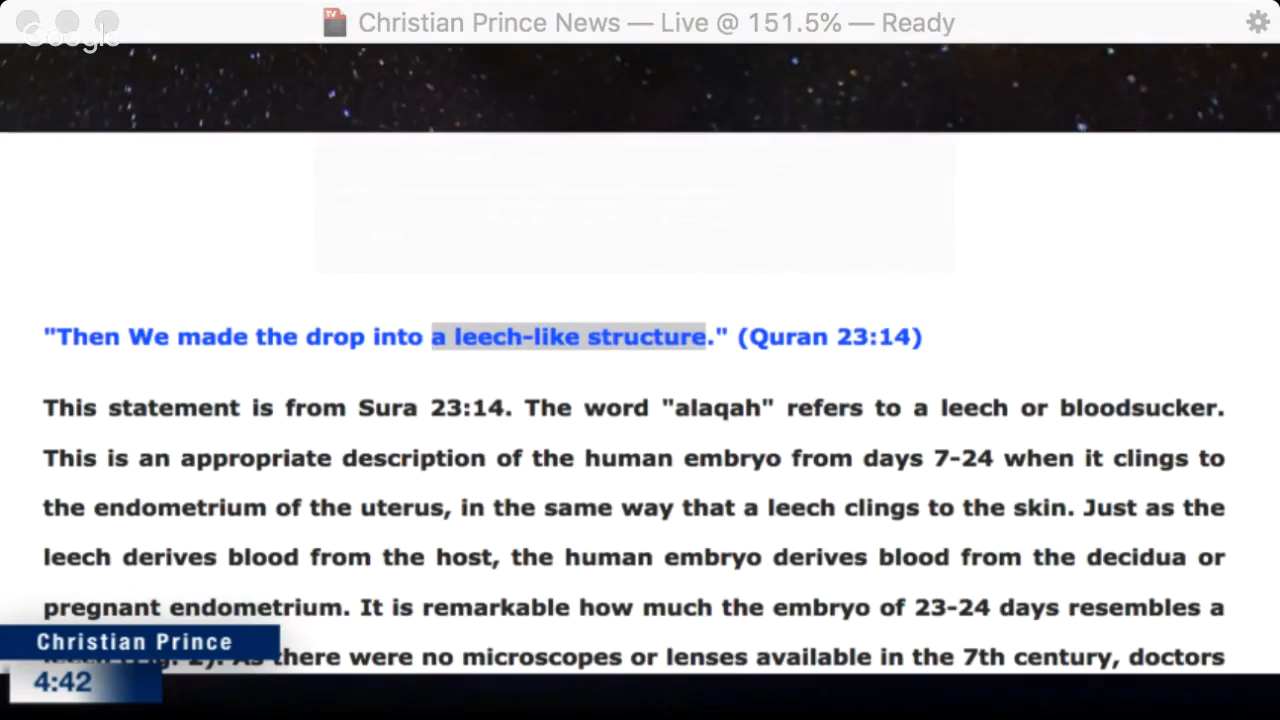 Christian Prince News — Live @ 151.5% — Ready
Google
"Then We made the drop into a leech-like structure." (Quran 23:14)
This statement is from Sura 23:14. The word "alaqah" refers to a leech or bloodsucker.
This is an appropriate description of the human embryo from days 7-24 when it clings to
the endometrium of the uterus, in the same way that a leech clings to the skin. Just as the
leech derives blood from the host, the human embryo derives blood from the decidua or
pregnant endometrium. It is remarkable how much the embryo of 23-24 days resembles a
2). As there were no microscopes or lenses available in the 7th century, doctors
Christian Prince
4:42